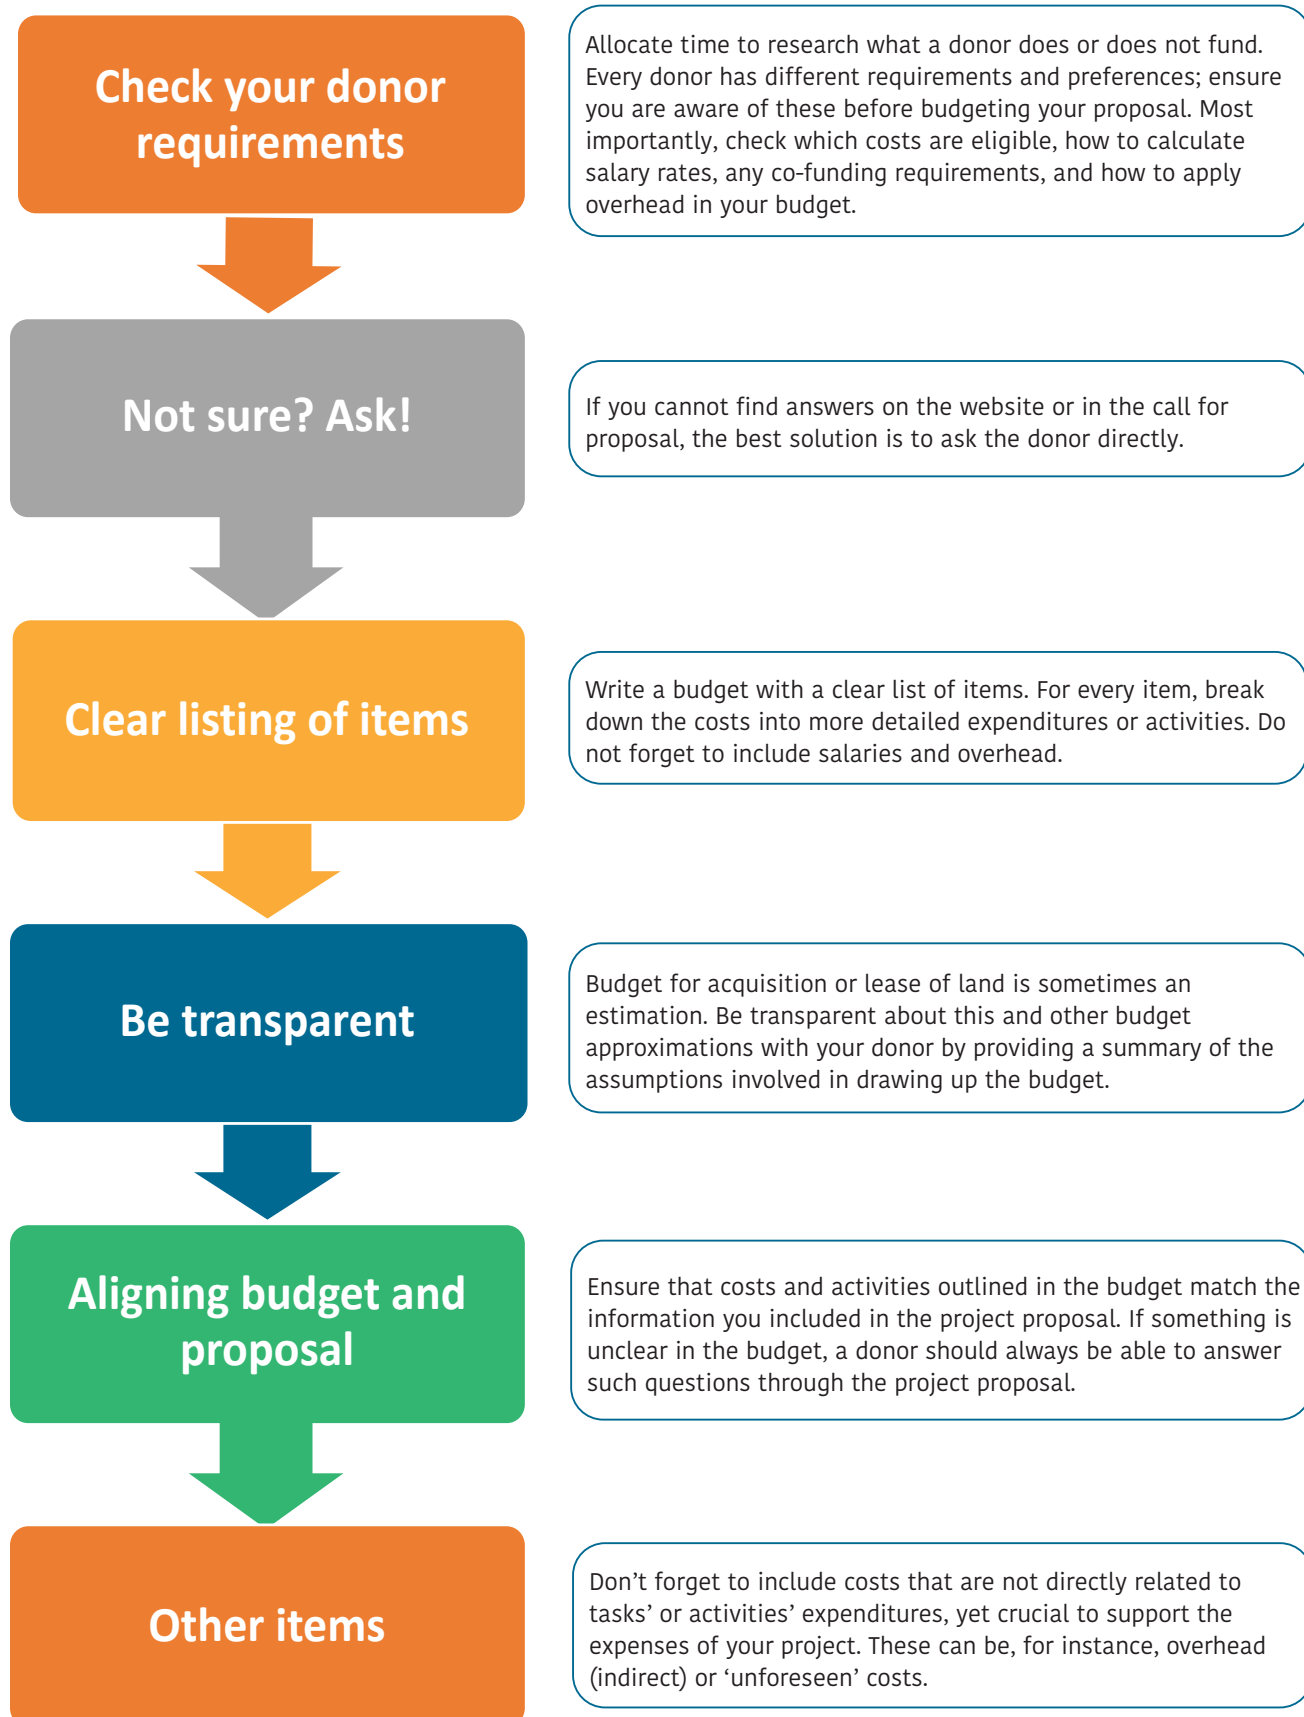 Check your donor
requirements
Allocate time to research what a donor does or does not fund.
Every donor has different requirements and preferences; ensure
you are aware of these before budgeting your proposal. Most
importantly, check which costs are eligible, how to calculate
salary rates, any co-funding requirements, and how to apply
overhead in your budget.
Not sure? Ask!
If you cannot find answers on the website or in the call for
proposal, the best solution is to ask the donor directly.
Clear listing of items
Write a budget with a clear list of items. For every item, break
down the costs into more detailed expenditures or activities. Do
not forget to include salaries and overhead.
Be transparent
Budget for acquisition or lease of land is sometimes an
estimation. Be transparent about this and other budget
approximations with your donor by providing a summary of the
assumptions involved in drawing up the budget.
Aligning budget and
proposal
Ensure that costs and activities outlined in the budget match the
information you included in the project proposal. If something is
unclear in the budget, a donor should always be able to answer
such questions through the project proposal.
Other items
Don’t forget to include costs that are not directly related to
tasks’ or activities’ expenditures, yet crucial to support the
expenses of your project. These can be, for instance, overhead
(indirect) or ‘unforeseen’ costs.